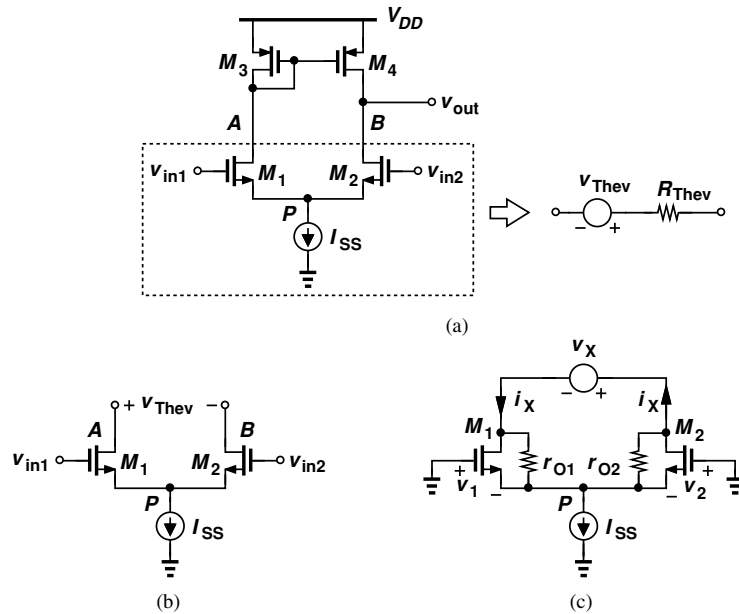 V_DD
M_3
M_4
A
B
v_out
v_in1
M_1
M_2
v_in2
P
I_SS
v_Thev
R_Thev
− +
(a)
v_X
− +
i_X
i_X
A + v_Thev − B
v_in1
M_1
M_2
v_in2
P
I_SS
M_1
M_2
r_O1
r_O2
+
v_1
−
+
v_2
−
P
I_SS
(b)
(c)